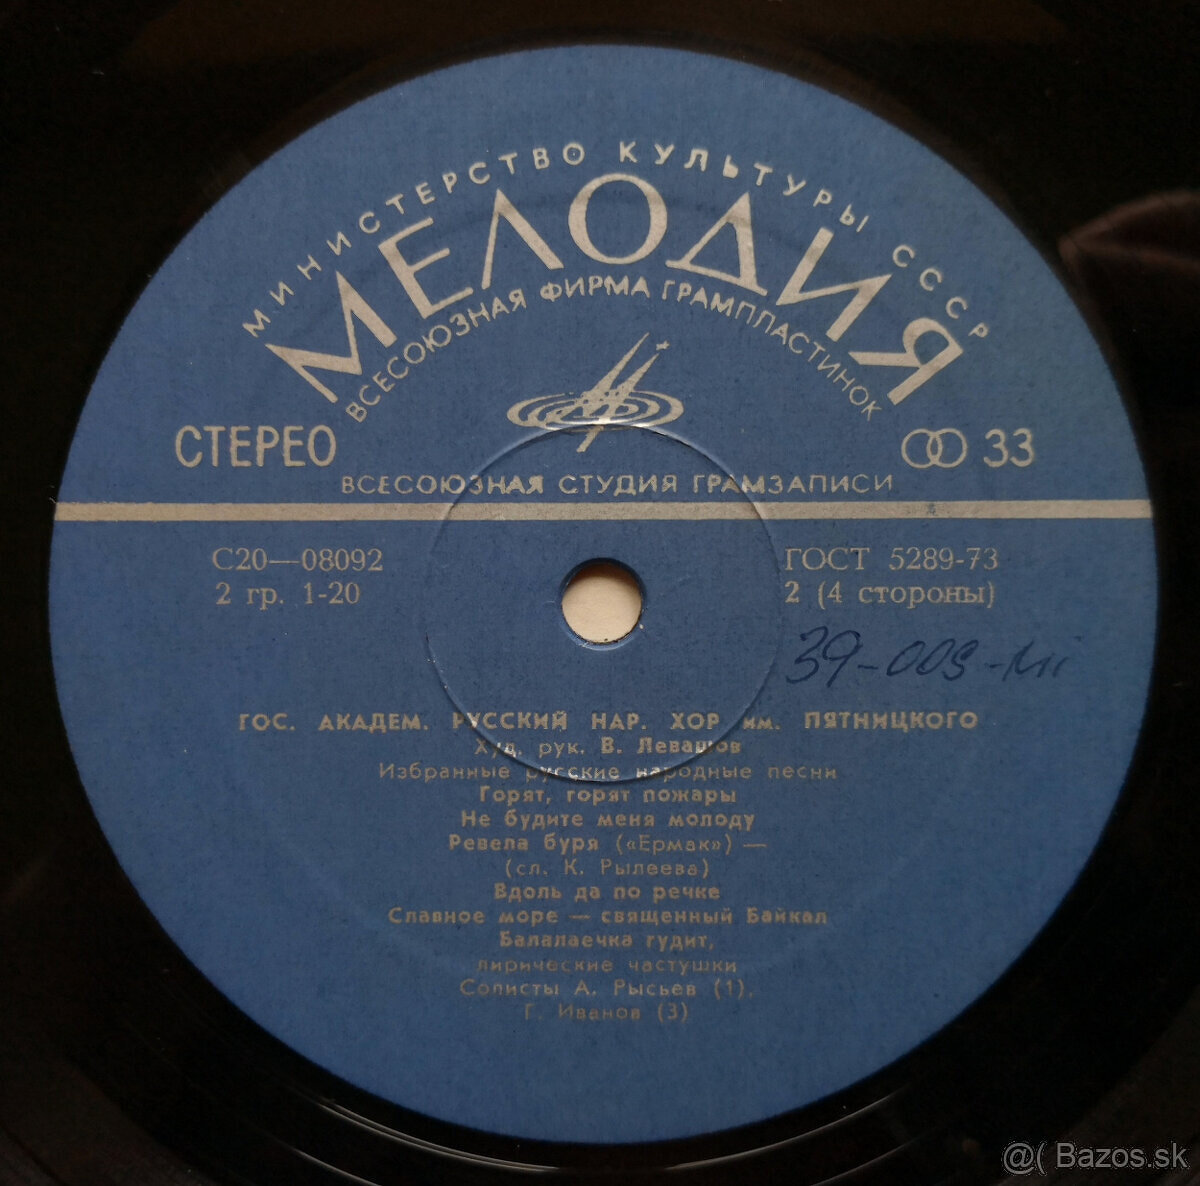 МИНИСТЕРСТВО КУЛЬТУРЫ СССР
МЕЛОДИЯ
ВСЕСОЮЗНАЯ ФИРМА ГРАМПЛАСТИНОК
СТЕРЕО
33
ВСЕСОЮЗНАЯ СТУДИЯ ГРАМЗАПИСИ
С20—08092
ГОСТ 5289-73
2 гр. 1-20
2 (4 стороны)
39-009-
ГОС. АКАДЕМ. РУССКИЙ НАР. ХОР им. ПЯТНИЦКОГО
Худ. рук. В. Левашов
Избранные русские народные песни
Горят, горят пожары
Не будите меня молоду
Ревела буря («Ермак») —
(сл. К. Рылеева)
Вдоль да по речке
Славное море — священный Байкал
Балалаечка гудит,
лирические частушки
Солисты А. Рысьев (1),
Г. Иванов (3)
@( Bazos.sk